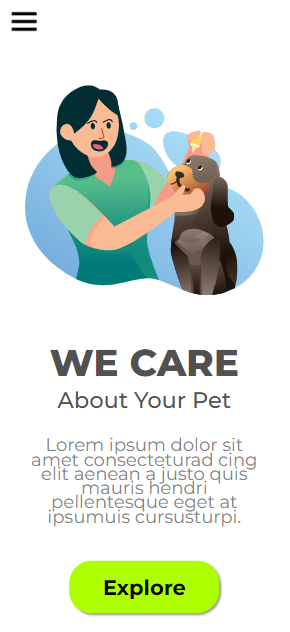 WE CARE
About Your Pet
Lorem ipsum dolor sit
amet consecteturad cing
elit aenean a justo quis
mauris hendri
pellentesque eget at
ipsumuis cursusturpi.
Explore